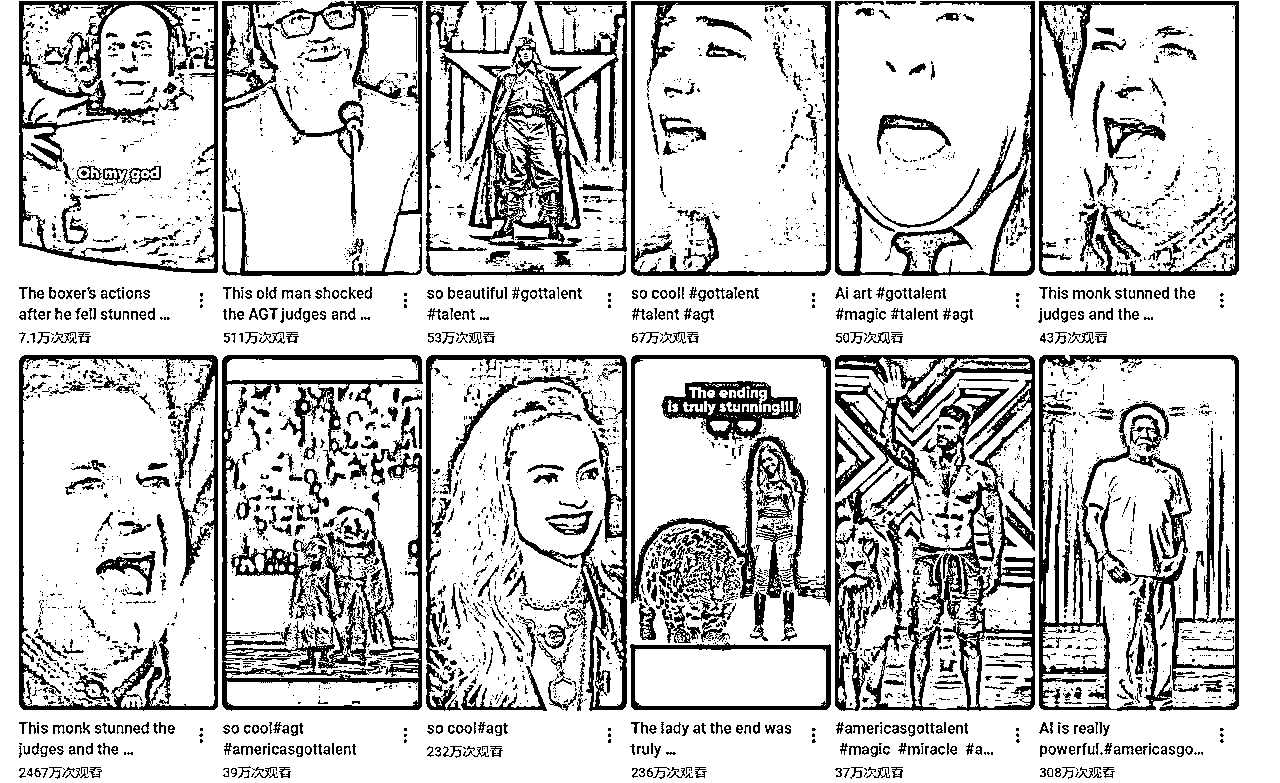 Oh my god
The boxer's actions
after he fell stunned ...
7.1万次观看
This old man shocked
the AGT judges and ...
511万次观看
so beautiful #gottalent
#talent ...
53万次观看
so cool! #gottalent
#talent #agt
67万次观看
Ai art #gottalent
#magic #talent #agt
50万次观看
This monk stunned the
judges and the ...
43万次观看
The ending
is truly stunning!!!
This monk stunned the
judges and the ...
2467万次观看
so cool#agt
#americasgottalent
39万次观看
so cool#agt
232万次观看
The lady at the end was
truly ...
236万次观看
#americasgottalent
#magic #miracle #a...
37万次观看
AI is really
powerful.#americasgo...
308万次观看